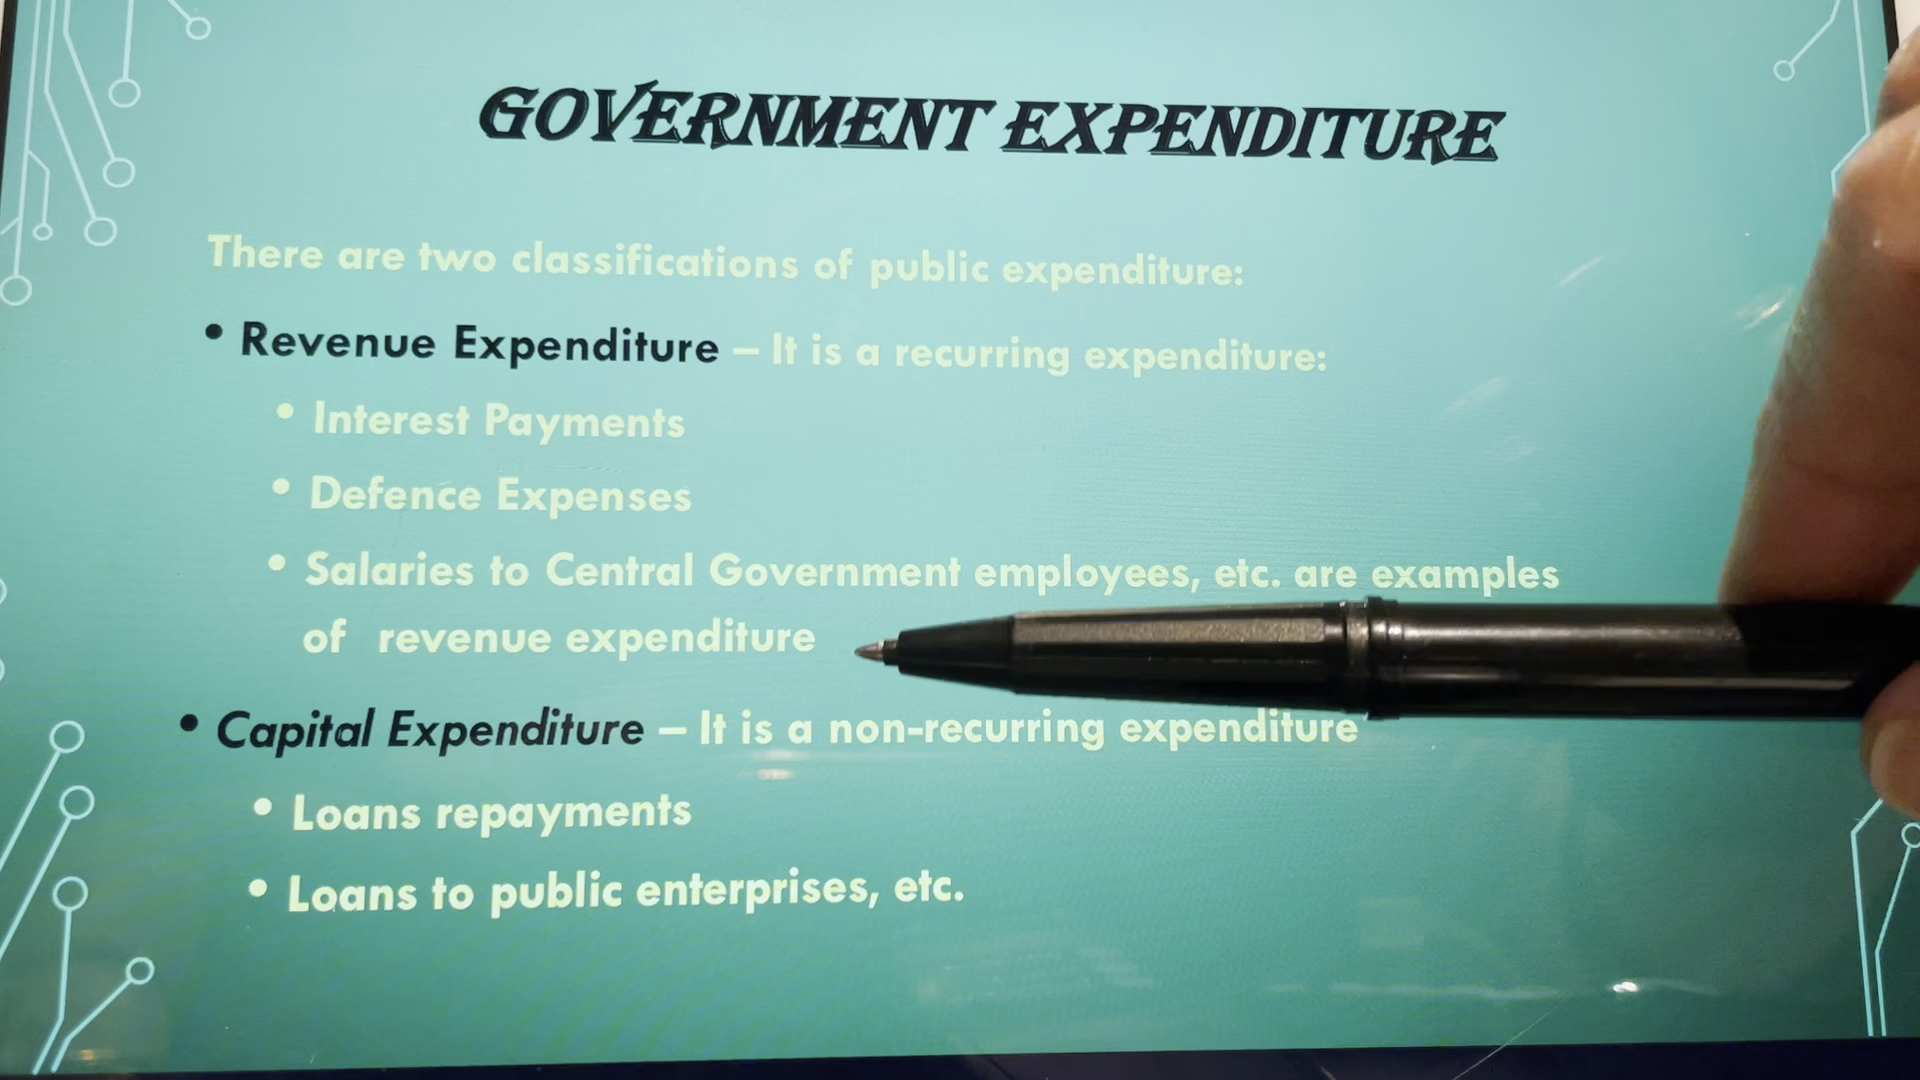 GOVERNMENT EXPENDITURE
There are two classifications of public expenditure:
• Revenue Expenditure – It is a recurring expenditure:
• Interest Payments
• Defence Expenses
• Salaries to Central Government employees, etc. are examples
of revenue expenditure
• Capital Expenditure – It is a non-recurring expenditure
• Loans repayments
• Loans to public enterprises, etc.